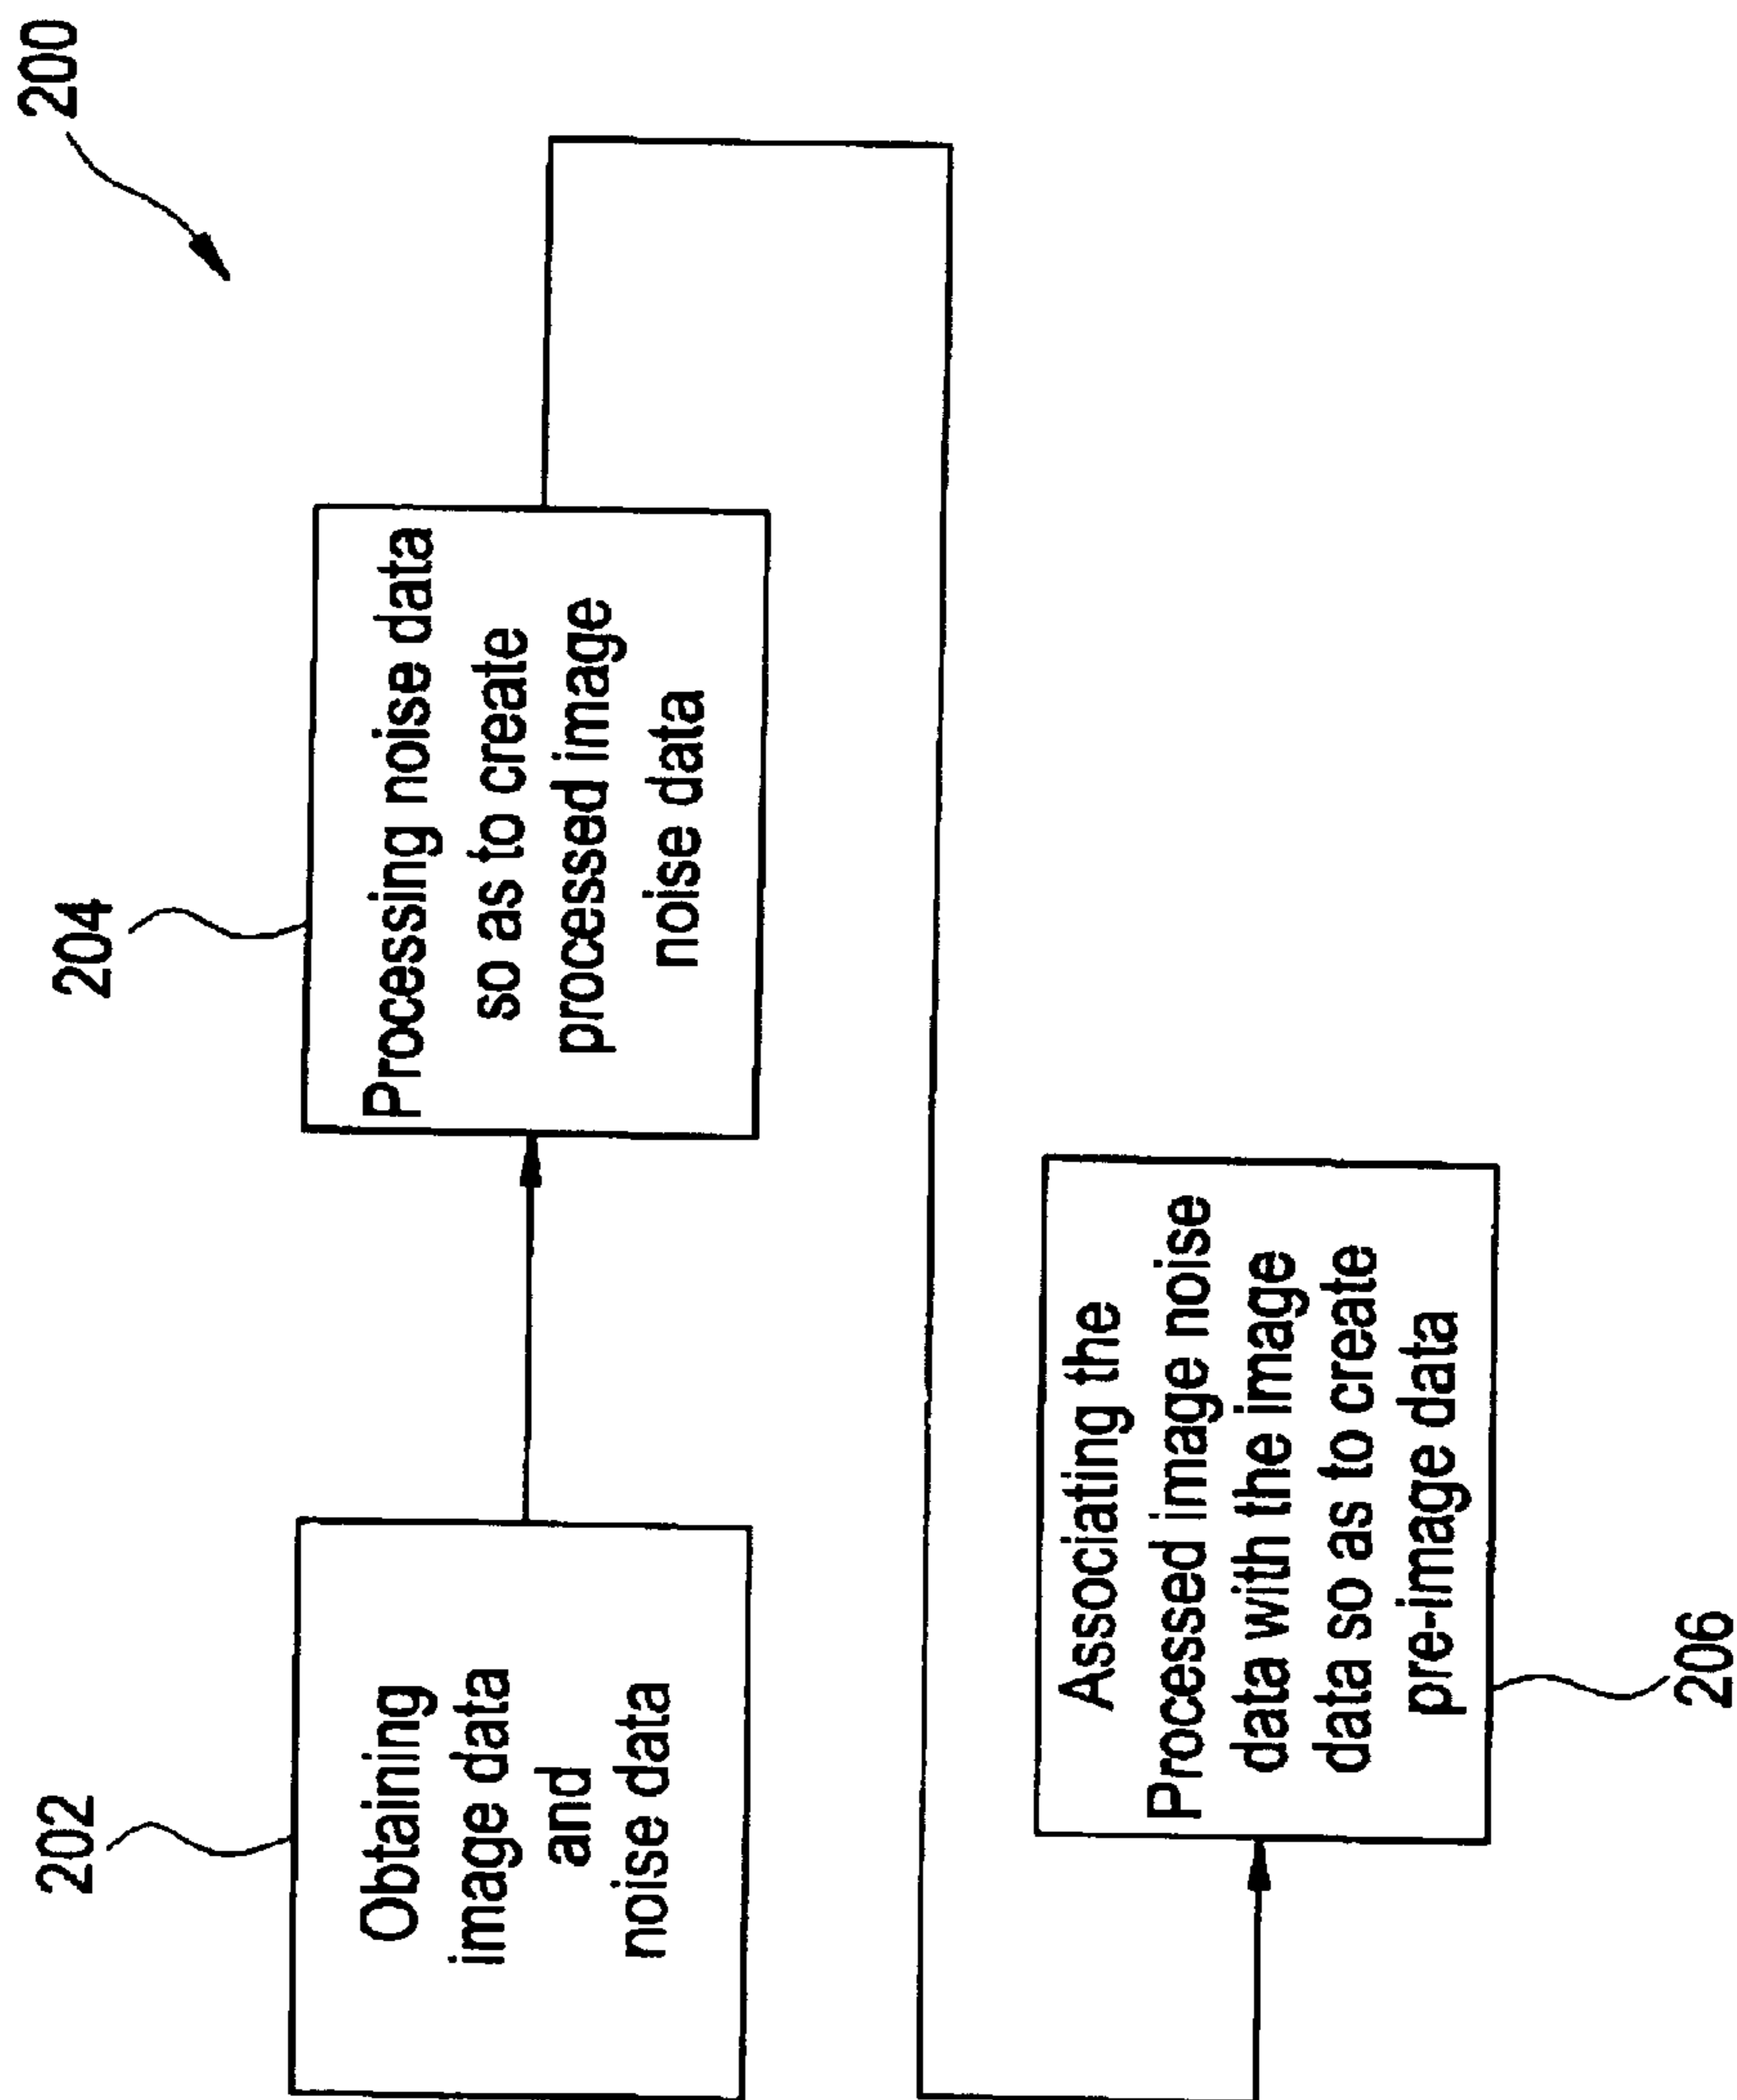 200
202
Obtaining
image data
and
noise data
204
Processing noise data
so as to create
processed image
noise data
Associating the
Processed image noise
data with the image
data so as to create
pre-image data
206